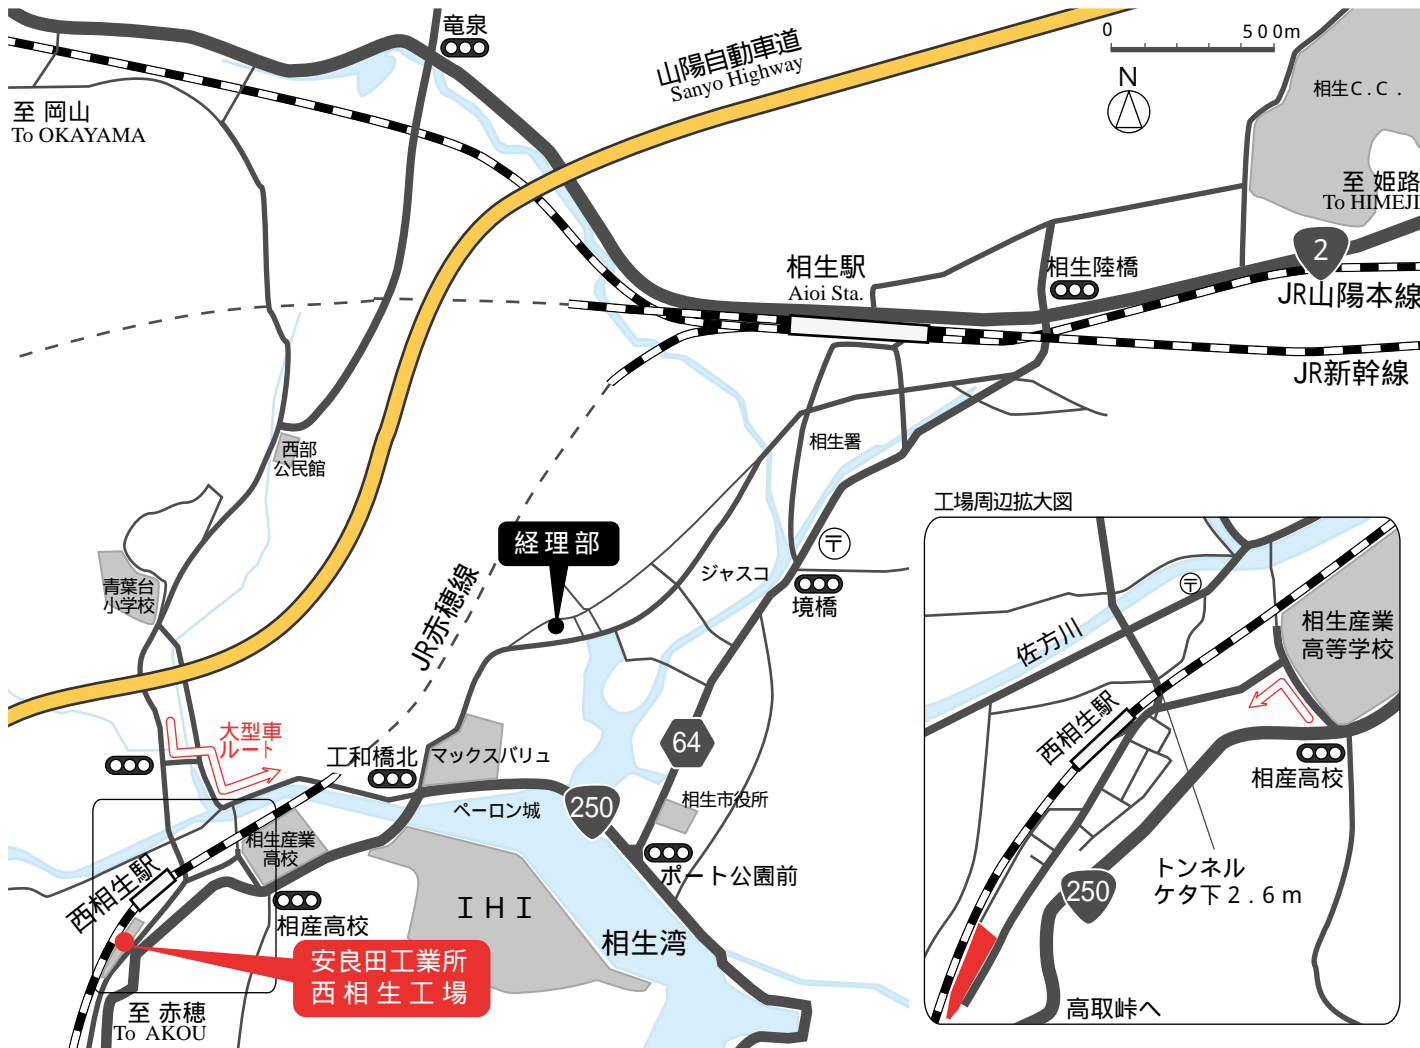 竜泉
山陽自動車道
Sanyo Highway
0
500m
N
相生C.C.
至 岡山
To OKAYAMA
至 姫路
To HIMEJI
2
相生駅
Aioi Sta.
相生陸橋
JR山陽本線
JR新幹線
西部
公民館
相生署
経理部
〒
ジャスコ
境橋
青葉台
小学校
JR赤穂線
大型車
ルート
工和橋北
マックスバリュ
64
ペーロン城
250
相生市役所
相生産業
高校
西相生駅
ポート公園前
IHI
相産高校
相生湾
安良田工業所
西相生工場
至 赤穂
To AKOU
工場周辺拡大図
〒
佐方川
相生産業
高等学校
西相生駅
相産高校
トンネル
ケタ下2.6m
250
高取峠へ